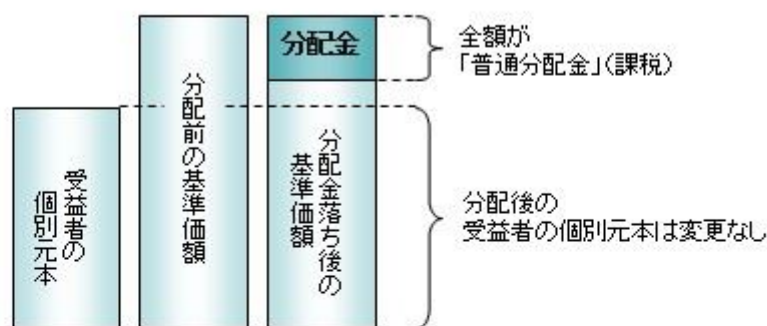 受益者の
個別元本
分配前の基準価額
分配金
分配金落ち後の
基準価額
全額が
「普通分配金」(課税)
分配後の
受益者の個別元本は変更なし